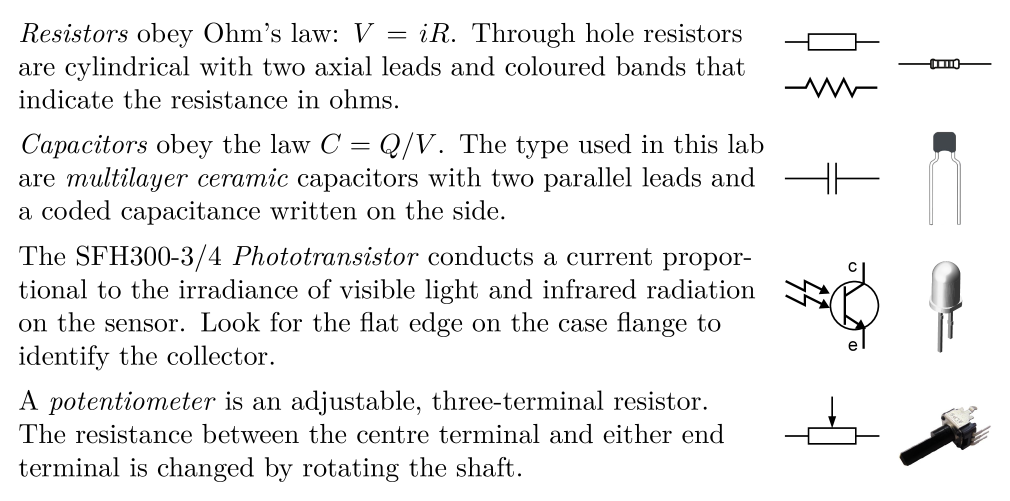 Resistors obey Ohm's law: V = iR. Through hole resistors
are cylindrical with two axial leads and coloured bands that
indicate the resistance in ohms.
Capacitors obey the law C = Q/V. The type used in this lab
are multilayer ceramic capacitors with two parallel leads and
a coded capacitance written on the side.
The SFH300-3/4 Phototransistor conducts a current propor-
tional to the irradiance of visible light and infrared radiation
on the sensor. Look for the flat edge on the case flange to
identify the collector.
c
e
A potentiometer is an adjustable, three-terminal resistor.
The resistance between the centre terminal and either end
terminal is changed by rotating the shaft.